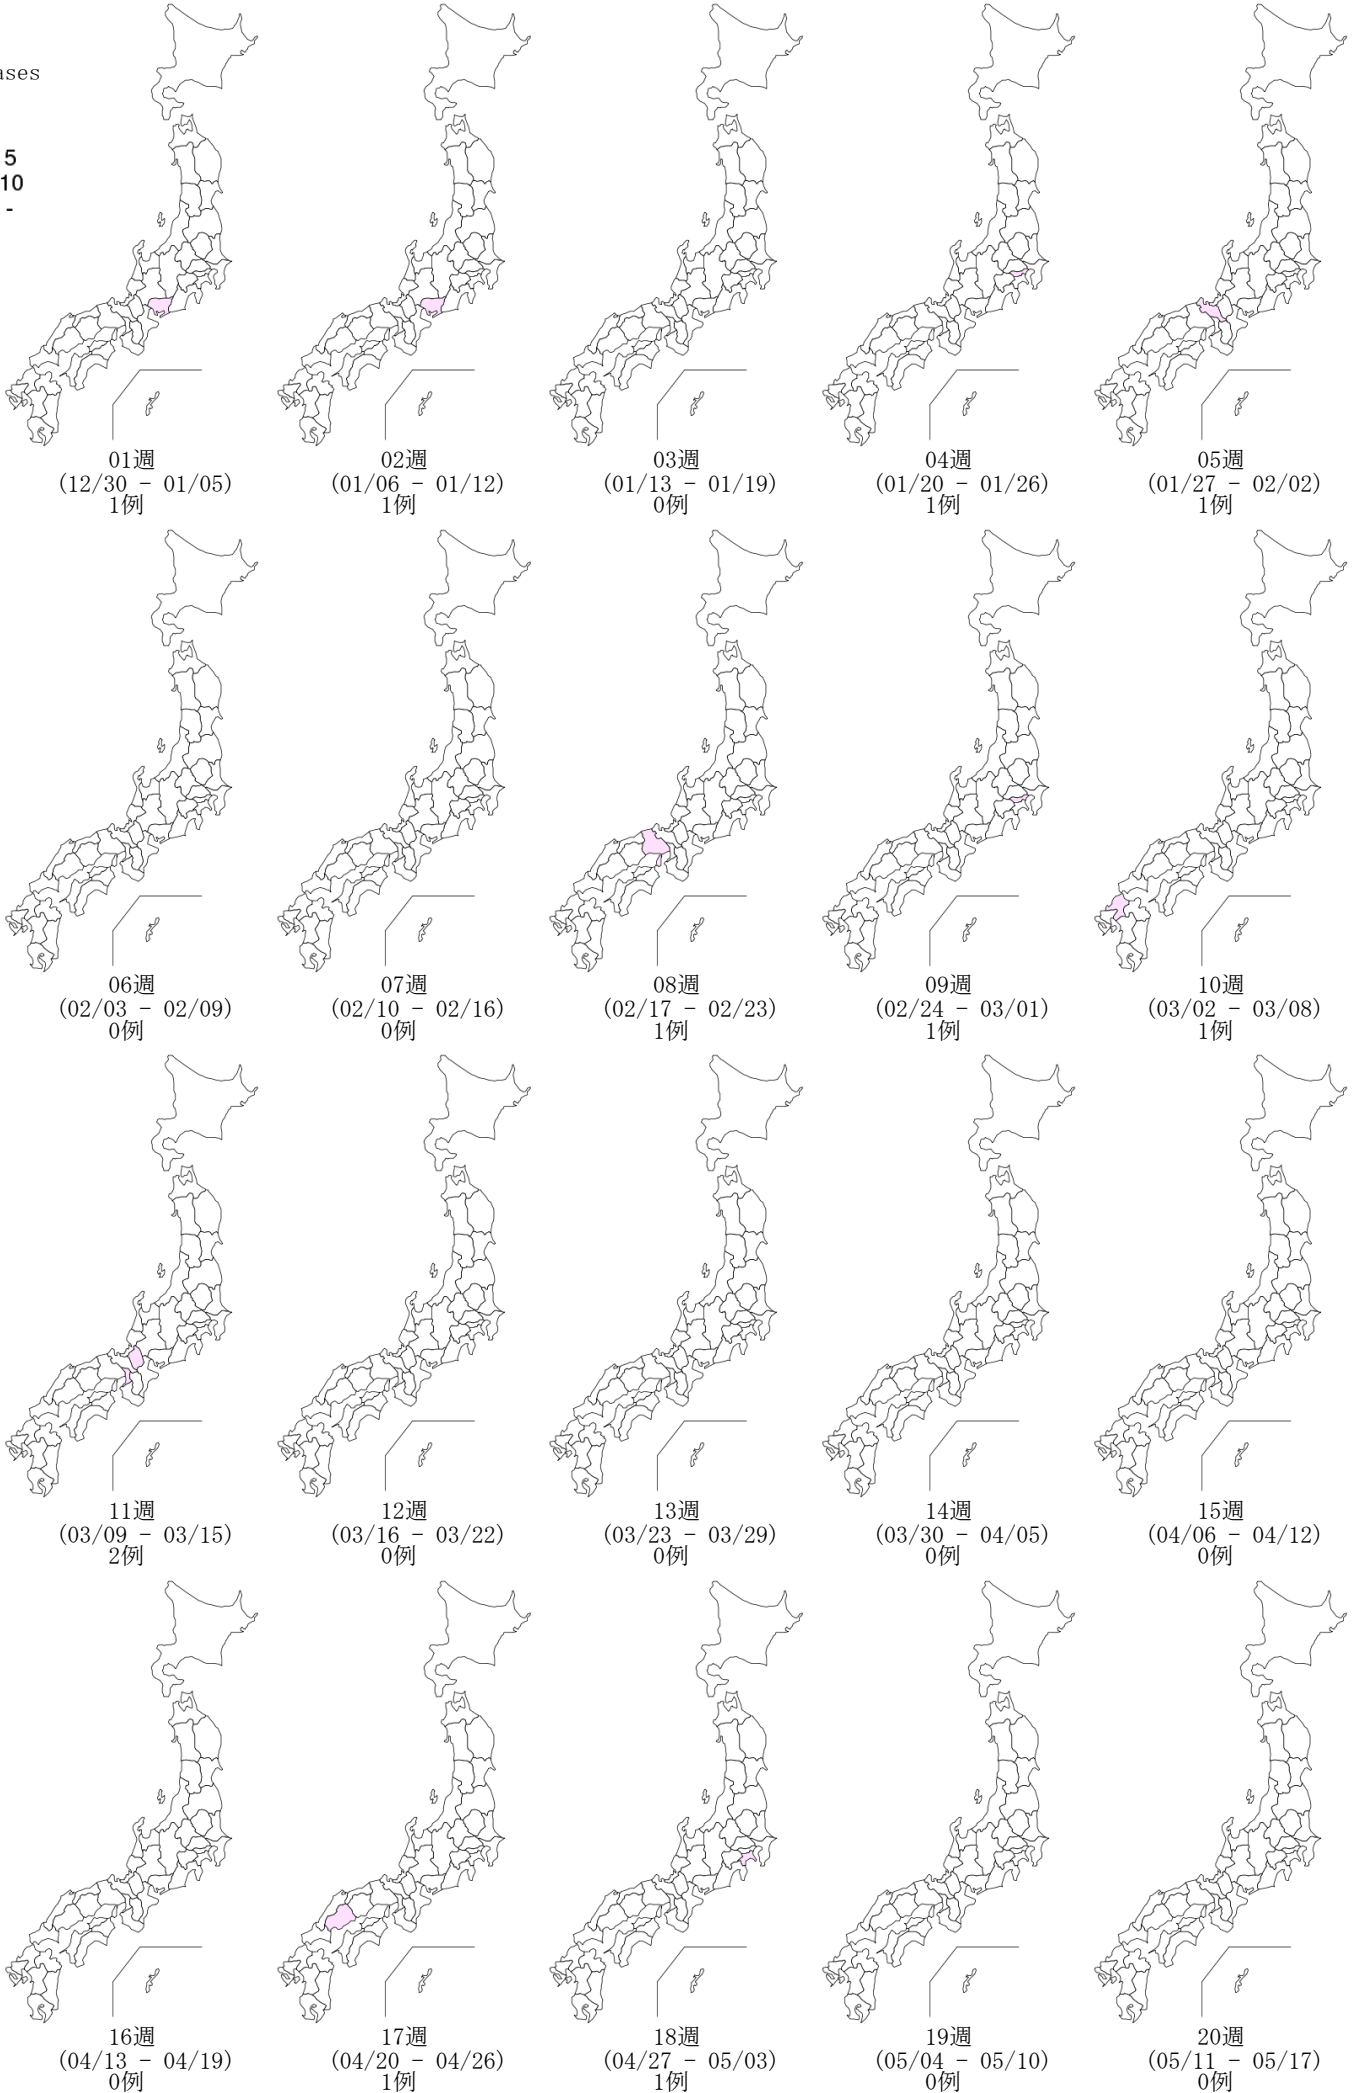 ases
5
10
-
01週
(12/30 - 01/05)
1例
02週
(01/06 - 01/12)
1例
03週
(01/13 - 01/19)
0例
04週
(01/20 - 01/26)
1例
05週
(01/27 - 02/02)
1例
06週
(02/03 - 02/09)
0例
07週
(02/10 - 02/16)
0例
08週
(02/17 - 02/23)
1例
09週
(02/24 - 03/01)
1例
10週
(03/02 - 03/08)
1例
11週
(03/09 - 03/15)
2例
12週
(03/16 - 03/22)
0例
13週
(03/23 - 03/29)
0例
14週
(03/30 - 04/05)
0例
15週
(04/06 - 04/12)
0例
16週
(04/13 - 04/19)
0例
17週
(04/20 - 04/26)
1例
18週
(04/27 - 05/03)
1例
19週
(05/04 - 05/10)
0例
20週
(05/11 - 05/17)
0例